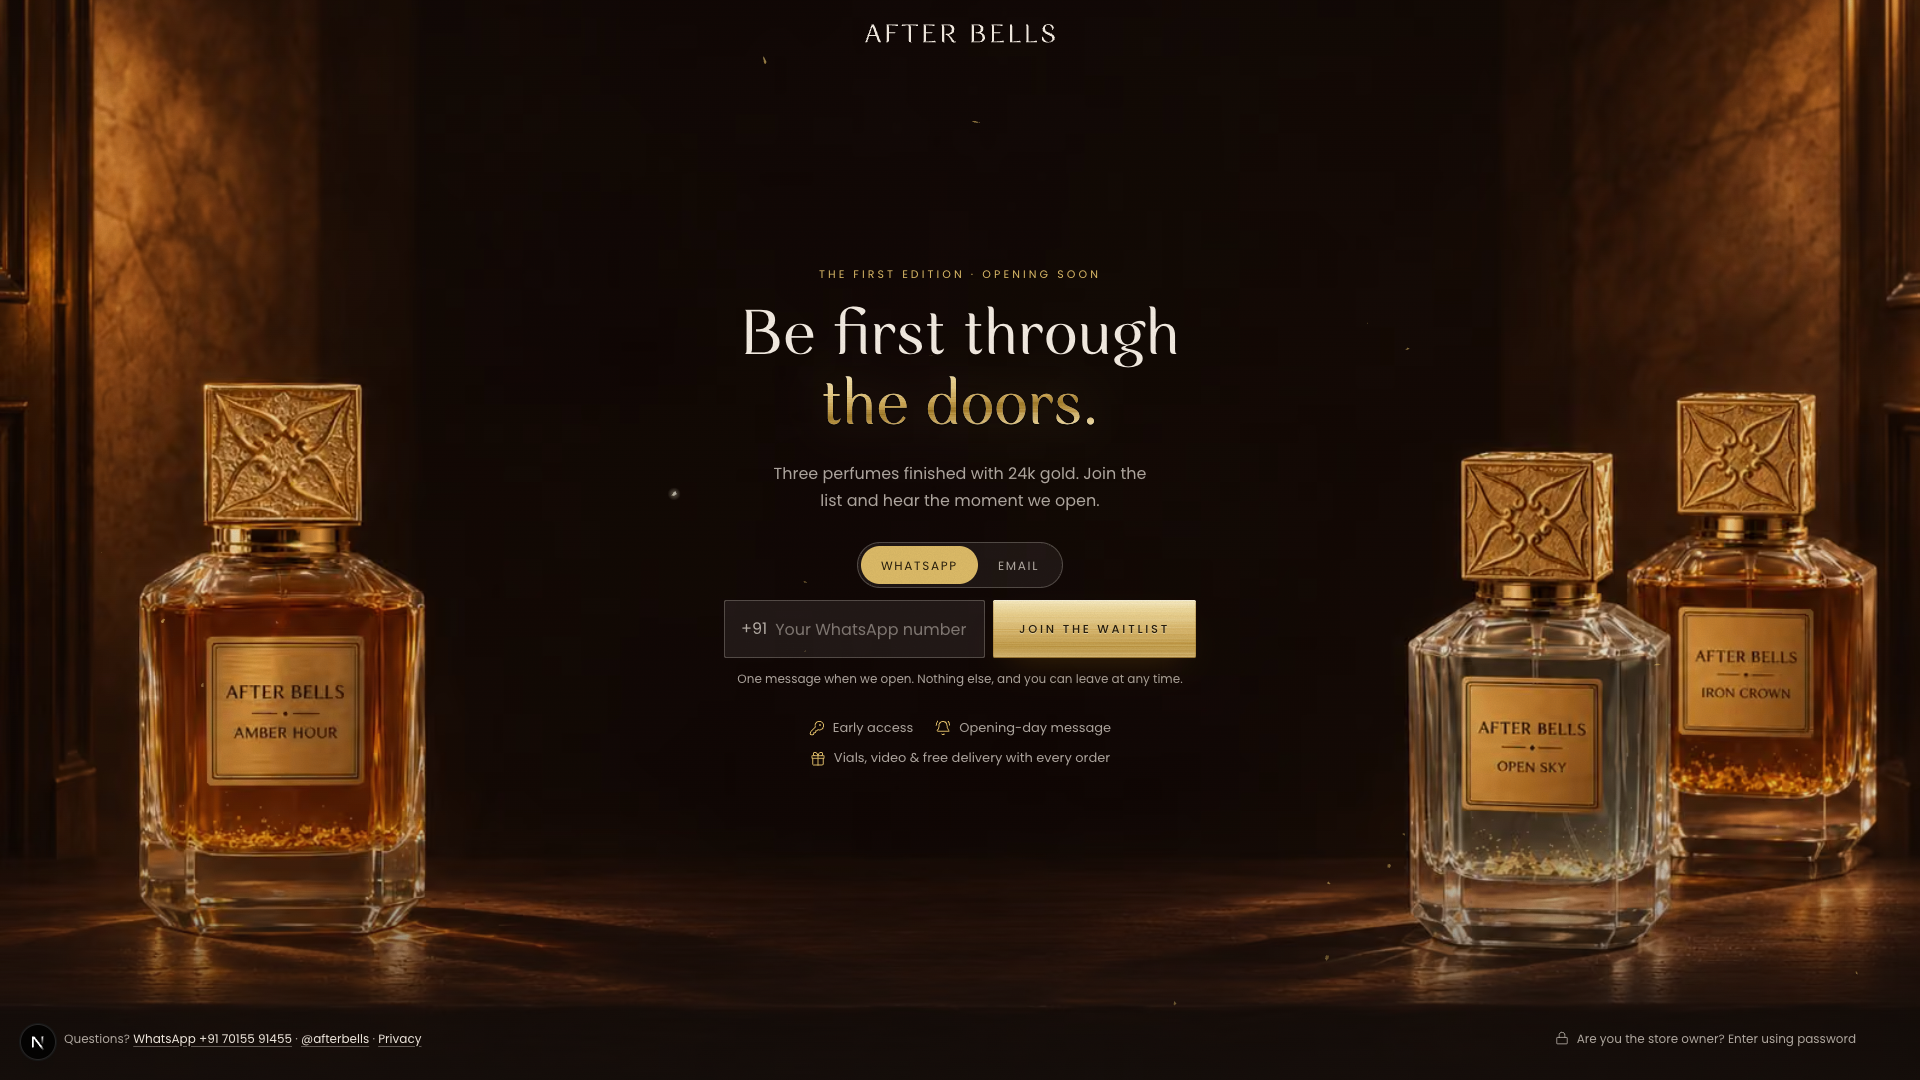 AFTER BELLS
THE FIRST EDITION · OPENING SOON
Be first through
the doors.
Three perfumes finished with 24k gold. Join the
list and hear the moment we open.
WHATSAPP
EMAIL
+91 Your WhatsApp number
JOIN THE WAITLIST
One message when we open. Nothing else, and you can leave at any time.
Early access
Opening-day message
Vials, video & free delivery with every order
AFTER BELLS
AMBER HOUR
AFTER BELLS
OPEN SKY
AFTER BELLS
IRON CROWN
N
Questions? WhatsApp +91 70155 91455 · @afterbells · Privacy
Are you the store owner? Enter using password